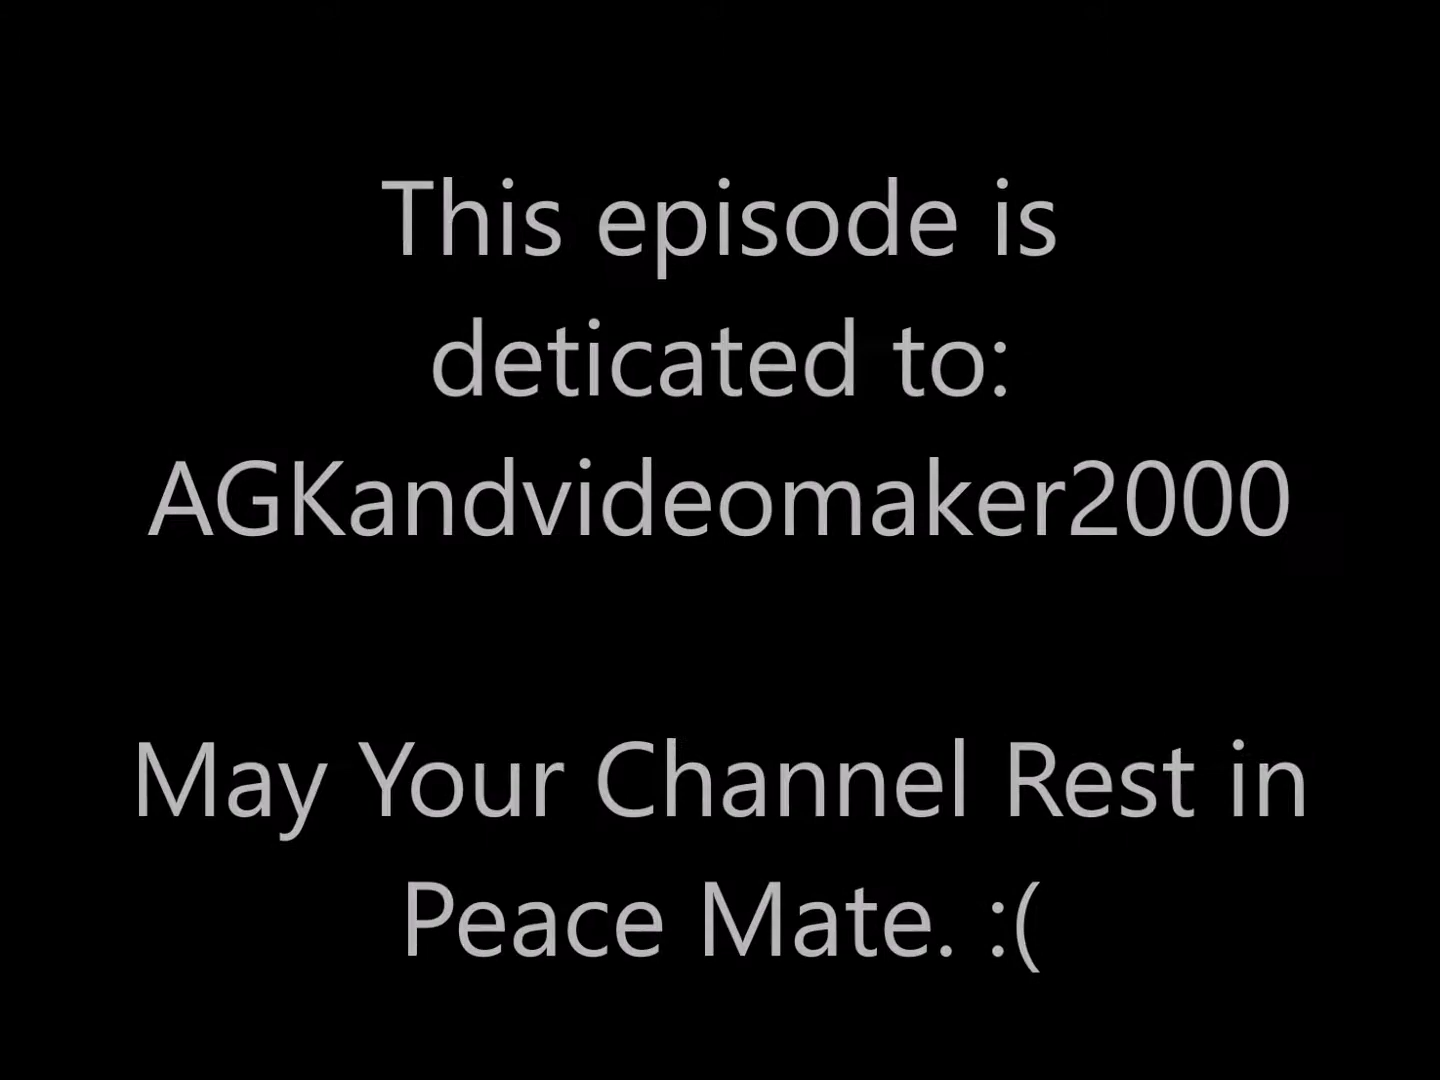 This episode is
deticated to:
AGKandvideomaker2000
May Your Channel Rest in
Peace Mate. :(